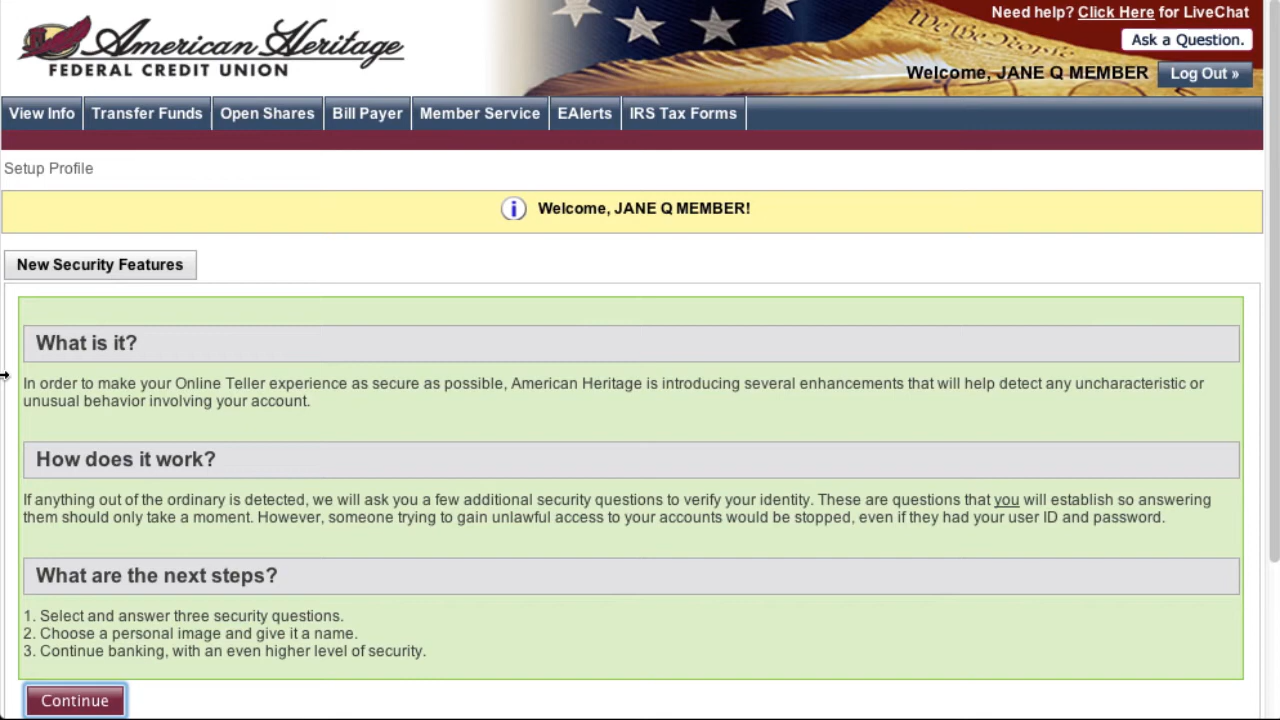 American Heritage
FEDERAL CREDIT UNION
We the People
Need help? Click Here for LiveChat
Ask a Question.
Welcome, JANE Q MEMBER
Log Out »
View Info
Transfer Funds
Open Shares
Bill Payer
Member Service
EAlerts
IRS Tax Forms
Setup Profile
i
Welcome, JANE Q MEMBER!
New Security Features
What is it?
In order to make your Online Teller experience as secure as possible, American Heritage is introducing several enhancements that will help detect any uncharacteristic or
unusual behavior involving your account.
How does it work?
If anything out of the ordinary is detected, we will ask you a few additional security questions to verify your identity. These are questions that you will establish so answering
them should only take a moment. However, someone trying to gain unlawful access to your accounts would be stopped, even if they had your user ID and password.
What are the next steps?
1. Select and answer three security questions.
2. Choose a personal image and give it a name.
3. Continue banking, with an even higher level of security.
Continue